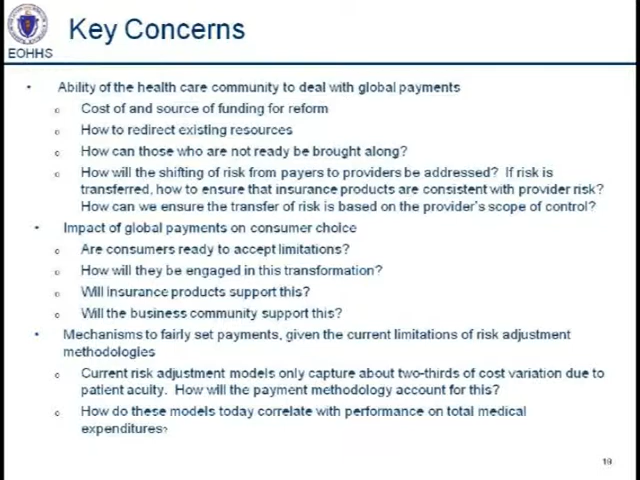 Key Concerns
EOHHS
• Ability of the health care community to deal with global payments
o Cost of and source of funding for reform
o How to redirect existing resources
o How can those who are not ready be brought along?
o How will the shifting of risk from payers to providers be addressed? If risk is
transferred, how to ensure that insurance products are consistent with provider risk?
How can we ensure the transfer of risk is based on the provider's scope of control?
• Impact of global payments on consumer choice
o Are consumers ready to accept limitations?
o How will they be engaged in this transformation?
o Will insurance products support this?
o Will the business community support this?
• Mechanisms to fairly set payments, given the current limitations of risk adjustment
methodologies
o Current risk adjustment models only capture about two-thirds of cost variation due to
patient acuity. How will the payment methodology account for this?
o How do these models today correlate with performance on total medical
expenditures?